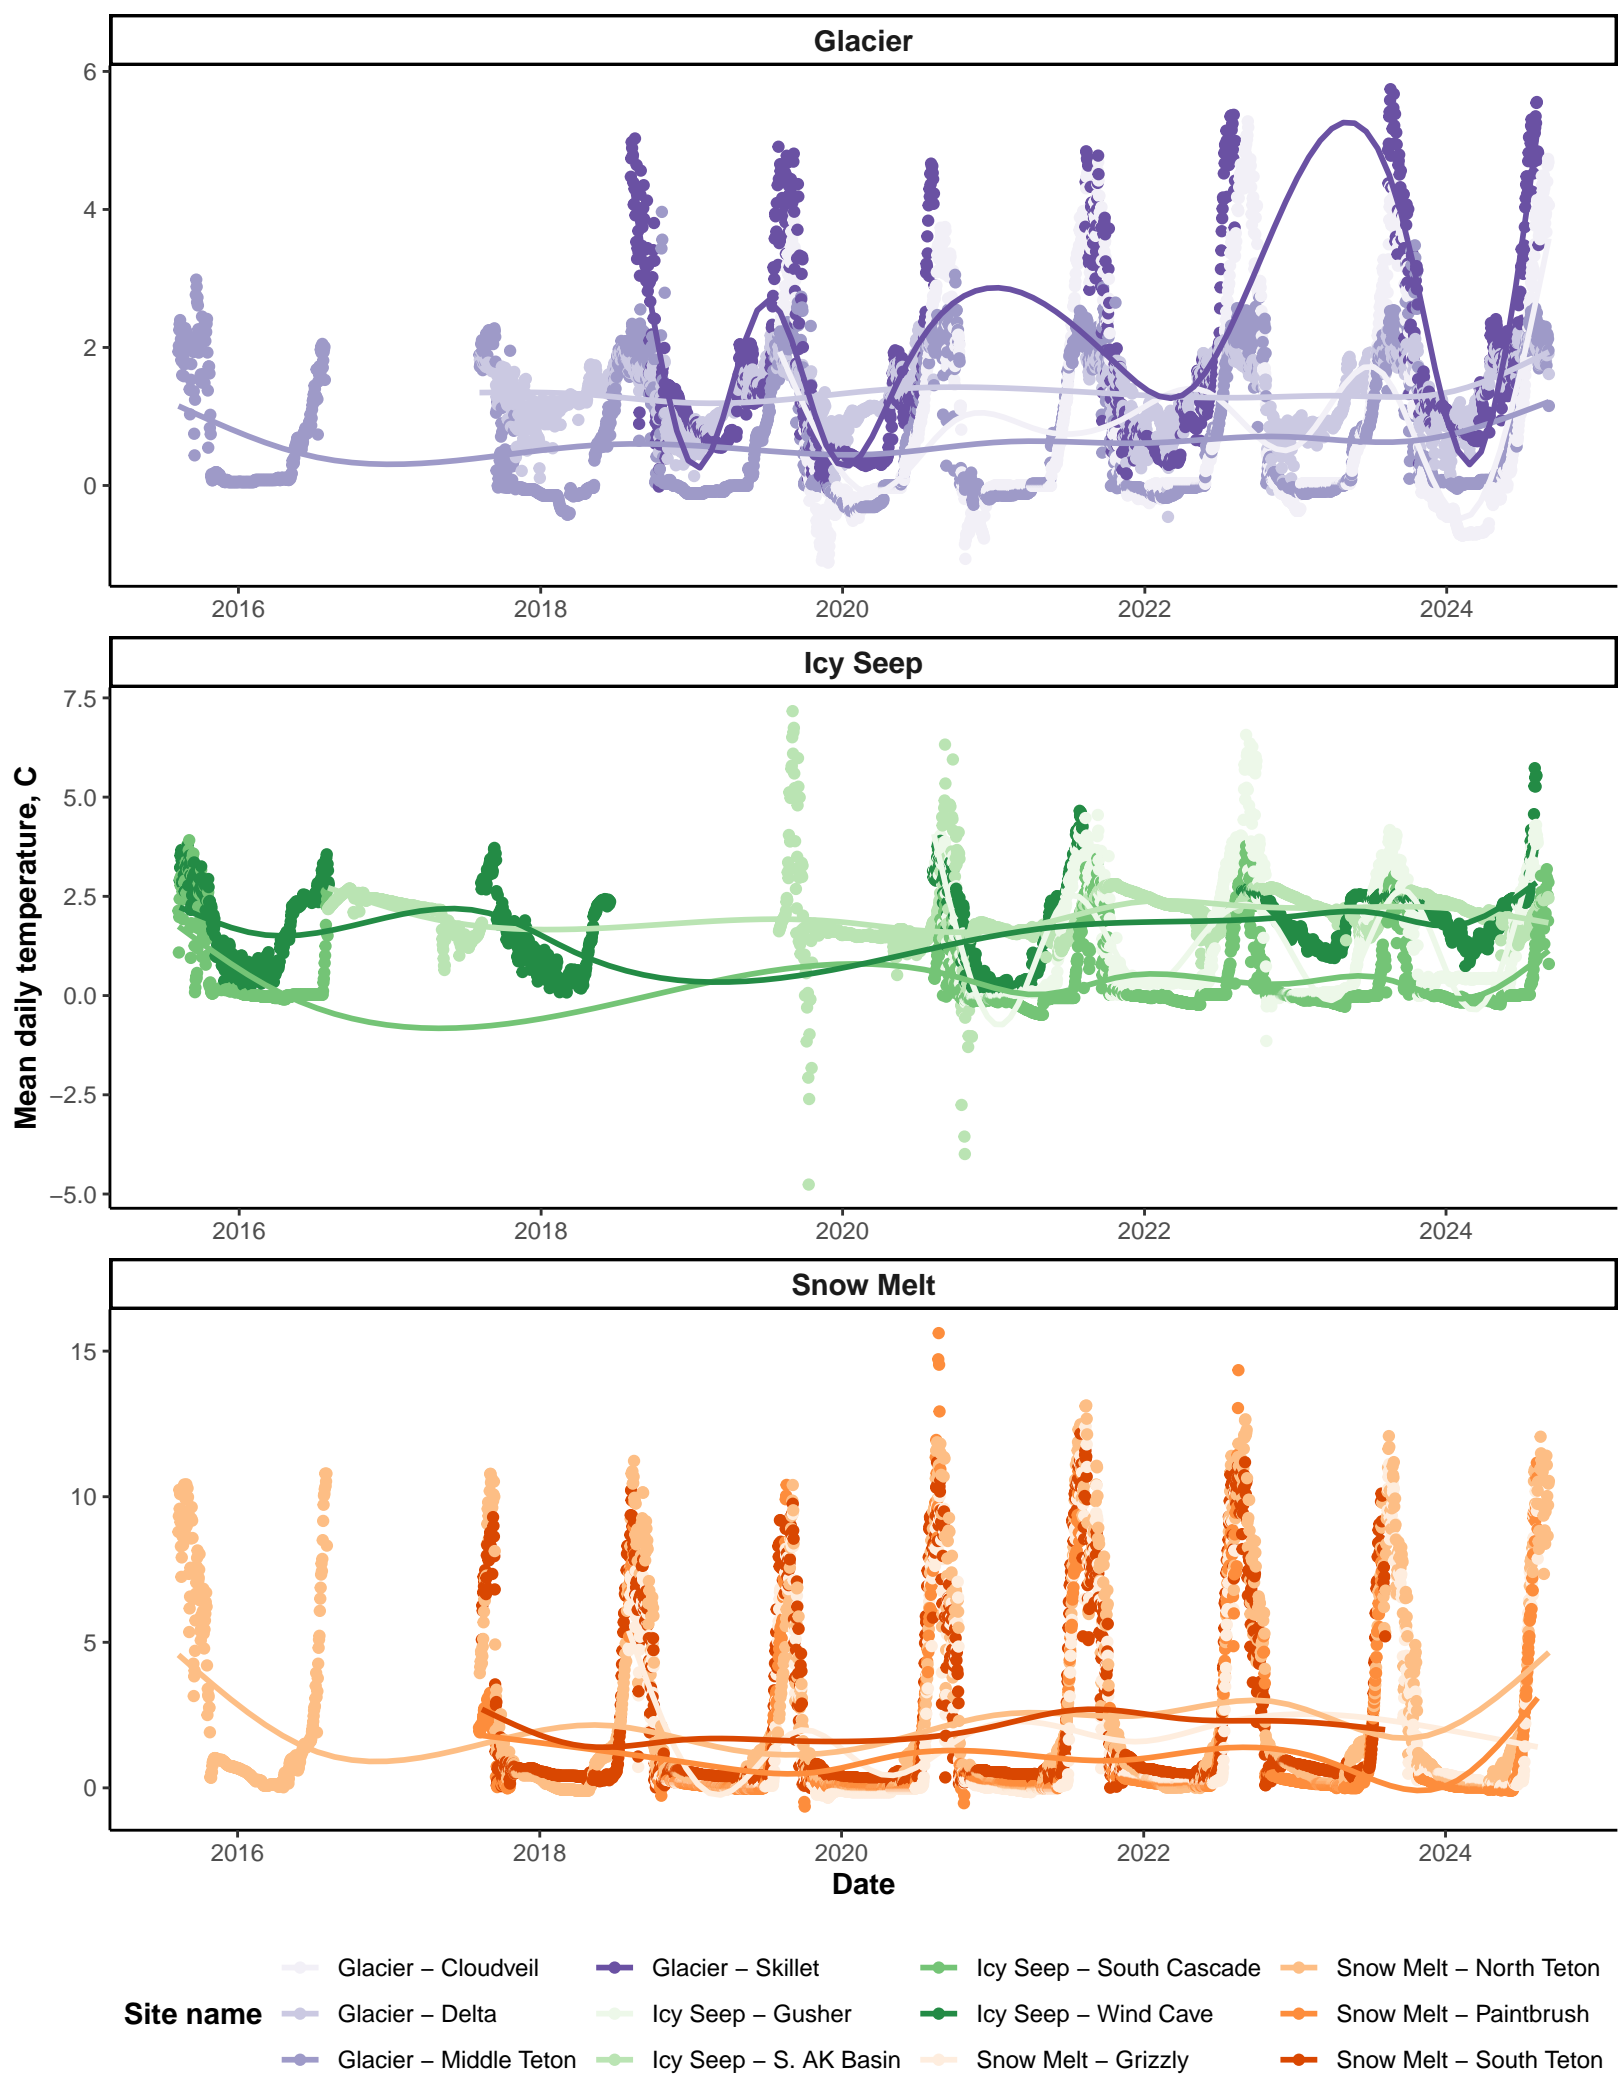 Glacier
6
4
2
0
2016 2018 2020 2022 2024
Icy Seep
7.5
5.0
2.5
0.0
−2.5
−5.0
2016 2018 2020 2022 2024
Mean daily temperature, C
Snow Melt
15
10
5
0
2016 2018 2020 2022 2024
Date
Site name
Glacier − Cloudveil
Glacier − Delta
Glacier − Middle Teton
Glacier − Skillet
Icy Seep − Gusher
Icy Seep − S. AK Basin
Icy Seep − South Cascade
Icy Seep − Wind Cave
Snow Melt − Grizzly
Snow Melt − North Teton
Snow Melt − Paintbrush
Snow Melt − South Teton